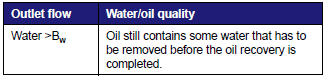 Outlet flow Water/oil quality
Water >Bw Oil still contains some water that has to
be removed before the oil recovery is
completed.